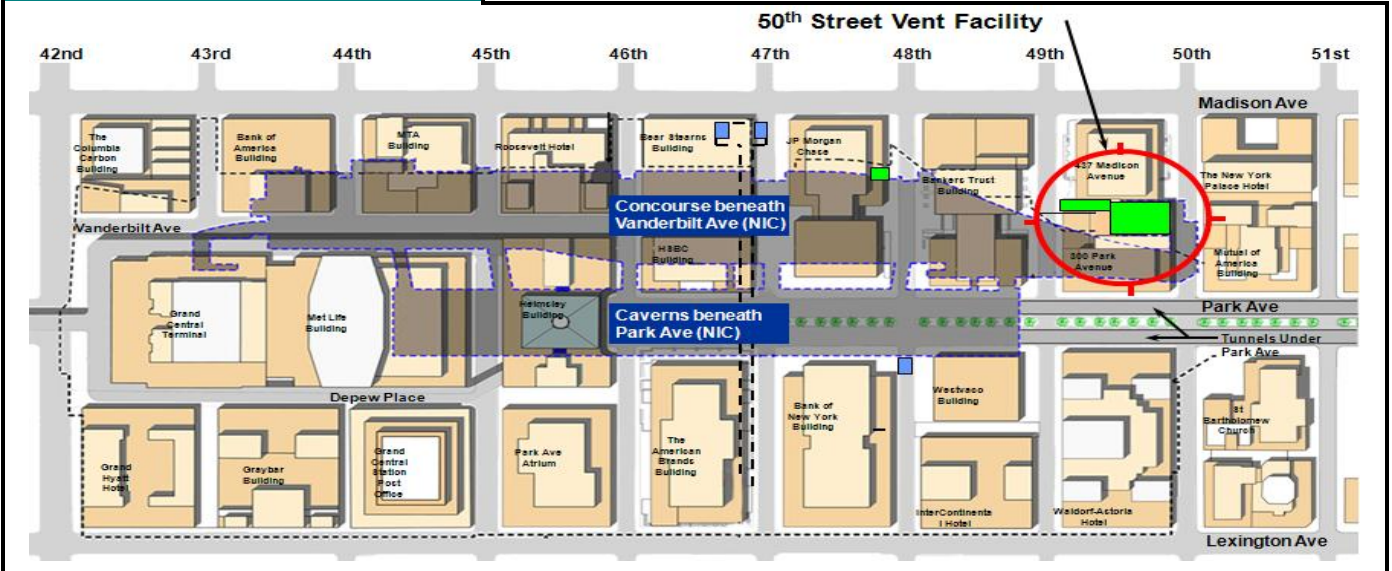 50th Street Vent Facility
42nd
43rd
44th
45th
46th
47th
48th
49th
50th
51st
Madison Ave
The
Columbia
Carbon
Building
Bank of
America
Building
MTA
Building
Roosevelt Hotel
Bear Stearns
Building
JP Morgan
Chase
Bankers Trust
Building
437 Madison
Avenue
The New York
Palace Hotel
Concourse beneath
Vanderbilt Ave (NIC)
Vanderbilt Ave
HSBC
Building
300 Park
Avenue
Mutual of
America
Building
Grand
Central
Terminal
Met Life
Building
Helmsley
Building
Caverns beneath
Park Ave (NIC)
Park Ave
Tunnels Under
Park Ave
Depew Place
Grand
Hyatt
Hotel
Graybar
Building
Grand
Central
Station
Post
Office
Park Ave
Atrium
The
American
Brands
Building
Bank of
New York
Building
Westvaco
Building
InterContinenta
l Hotel
Waldorf-Astoria
Hotel
St
Bartholomew
Church
Lexington Ave